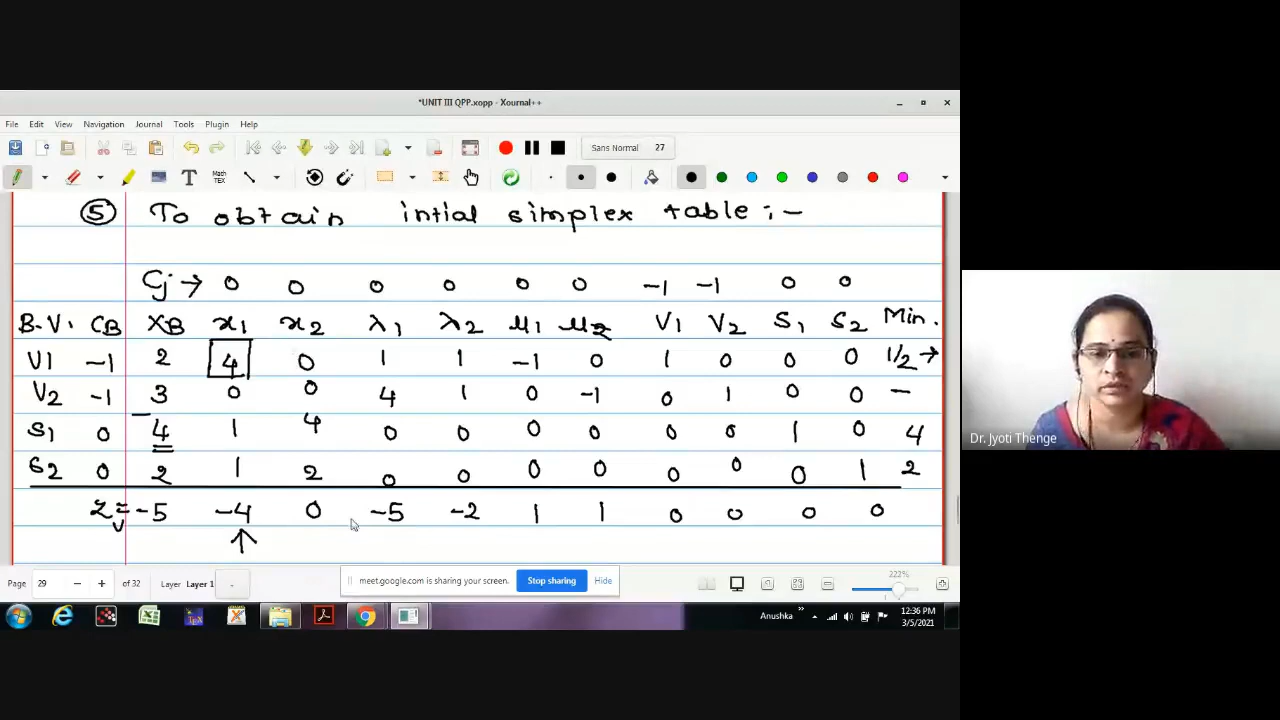 *UNIT III QPP.xopp - Xournal++
File Edit View Navigation Journal Tools Plugin Help
Sans Normal 27
Math TEX
⑤ To obtain intial simplex table :-
Cj → 0 0 0 0 0 0 -1 -1 0 0
B.V. CB XB x1 x2 λ1 λ2 μ1 μ2 V1 V2 S1 S2 Min.
V1 -1 2 4 0 1 1 -1 0 1 0 0 0 1/2 →
V2 -1 3 0 0 4 1 0 -1 0 1 0 0 -
S1 0 4 1 4 0 0 0 0 0 0 1 0 4
S2 0 2 1 2 0 0 0 0 0 0 0 1 2
Z = -5 -4 0 -5 -2 1 1 0 0 0 0
↑
Dr. Jyoti Thenge
Page 29 of 32 Layer Layer 1
meet.google.com is sharing your screen. Stop sharing Hide
222%
Anushka
12:36 PM
3/5/2021